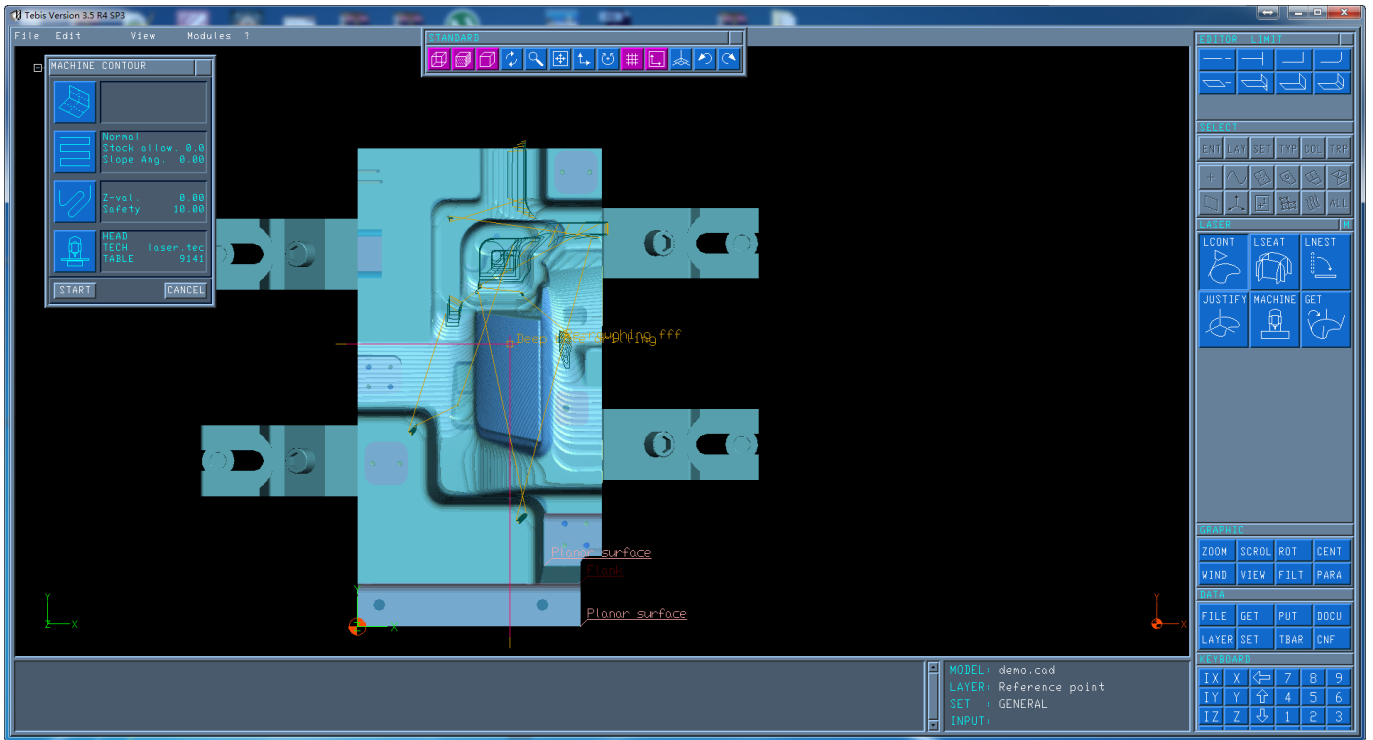 Tebis Version 3.5 R4 SP3
File Edit View Modules ?
STANDARD
MACHINE CONTOUR
Normal
Stock allow. 0.0
Slope Ang. 0.00
Z-val. 0.00
Safety 10.00
HEAD
TECH laser.tec
TABLE 9141
START CANCEL
Planar surface
Flank
Planar surface
Y
X
Z
Y
X
Y
X
EDITOR LIMIT
SELECT
ENT LAY SET TYP COL TRP
ALL
LASER M
LCONT LSEAT LNEST
JUSTIFY MACHINE GET
GRAPHIC
ZOOM SCROL ROT CENT
WIND VIEW FILT PARA
DATA
FILE GET PUT DOCU
LAYER SET TBAR CNF
KEYBOARD
IX X 7 8 9
IY Y 4 5 6
IZ Z 1 2 3
MODEL: demo.cad
LAYER: Reference point
SET : GENERAL
INPUT: